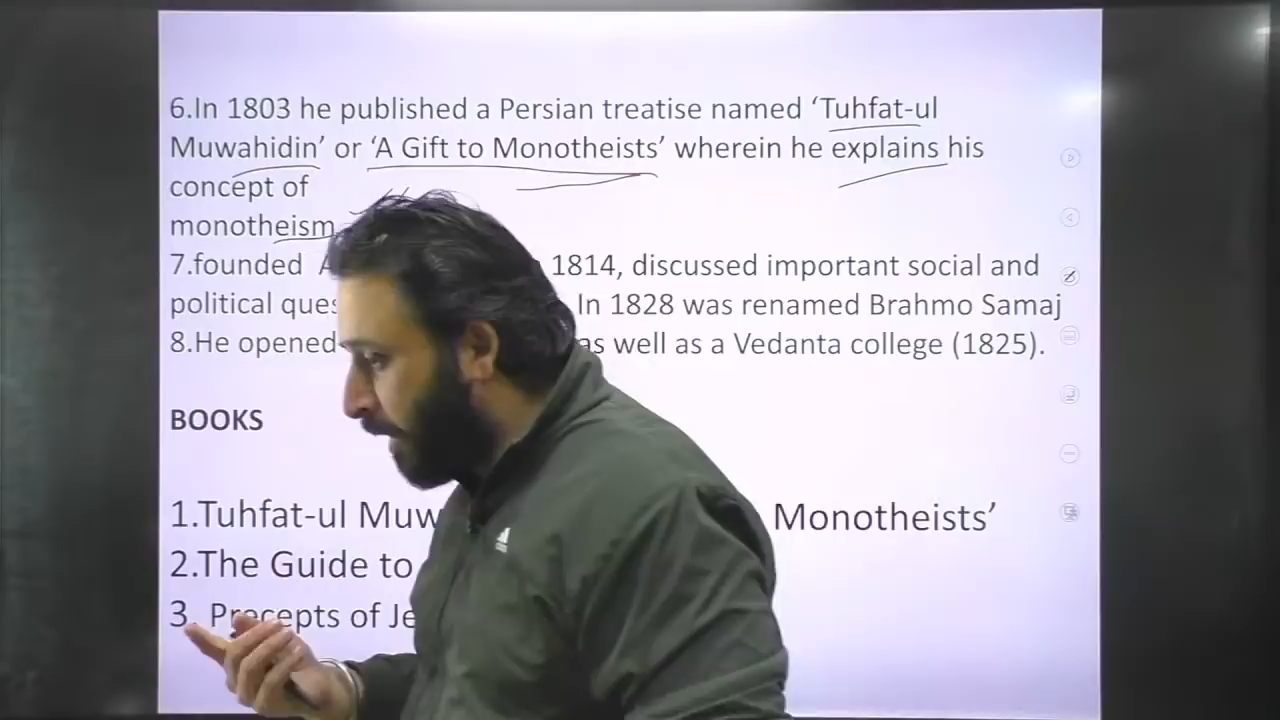 6.In 1803 he published a Persian treatise named ‘Tuhfat-ul
Muwahidin’ or ‘A Gift to Monotheists’ wherein he explains his
concept of
monotheism
7.founded 1814, discussed important social and
political In 1828 was renamed Brahmo Samaj
8.He opened as well as a Vedanta college (1825).
BOOKS
1.Tuhfat-ul Monotheists’
2.The Guide to
3. Precepts of